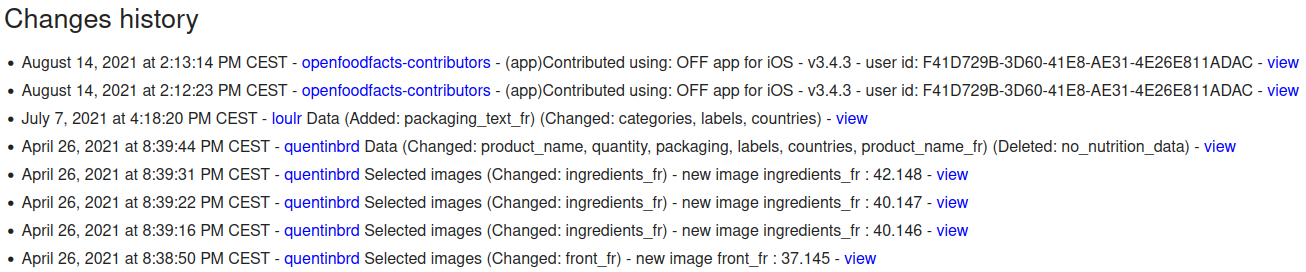 Changes history
• August 14, 2021 at 2:13:14 PM CEST - openfoodfacts-contributors - (app)Contributed using: OFF app for iOS - v3.4.3 - user id: F41D729B-3D60-41E8-AE31-4E26E811ADAC - view
• August 14, 2021 at 2:12:23 PM CEST - openfoodfacts-contributors - (app)Contributed using: OFF app for iOS - v3.4.3 - user id: F41D729B-3D60-41E8-AE31-4E26E811ADAC - view
• July 7, 2021 at 4:18:20 PM CEST - loulr Data (Added: packaging_text_fr) (Changed: categories, labels, countries) - view
• April 26, 2021 at 8:39:44 PM CEST - quentinbrd Data (Changed: product_name, quantity, packaging, labels, countries, product_name_fr) (Deleted: no_nutrition_data) - view
• April 26, 2021 at 8:39:31 PM CEST - quentinbrd Selected images (Changed: ingredients_fr) - new image ingredients_fr : 42.148 - view
• April 26, 2021 at 8:39:22 PM CEST - quentinbrd Selected images (Changed: ingredients_fr) - new image ingredients_fr : 40.147 - view
• April 26, 2021 at 8:39:16 PM CEST - quentinbrd Selected images (Changed: ingredients_fr) - new image ingredients_fr : 40.146 - view
• April 26, 2021 at 8:38:50 PM CEST - quentinbrd Selected images (Changed: front_fr) - new image front_fr : 37.145 - view